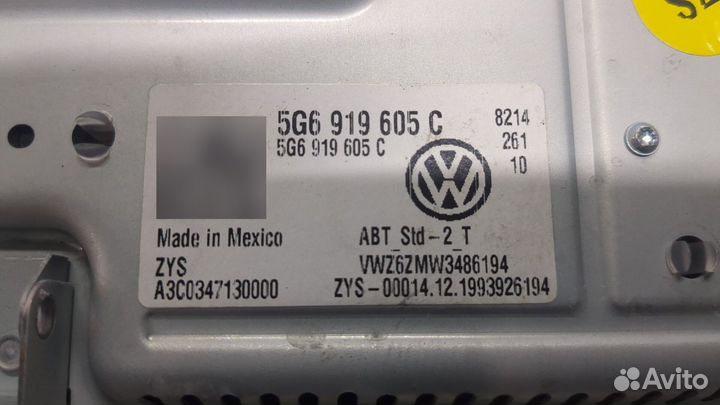 5G6 919 605 C
5G6 919 605 C
8214
261
10
Made in Mexico
ZYS
A3C0347130000
ABT_Std-2_T
VWZ6ZMW3486194
ZYS-00014.12.1993926194
Avito